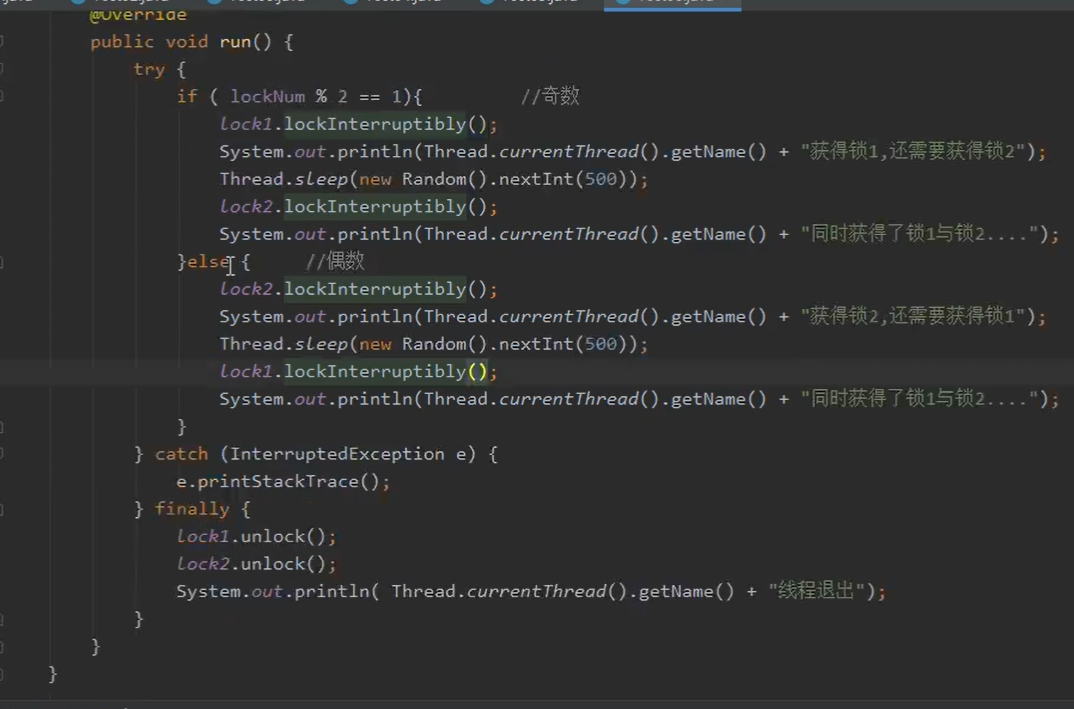 @Override
public void run() {
try {
if ( lockNum % 2 == 1){ //奇数
lock1.lockInterruptibly();
System.out.println(Thread.currentThread().getName() + "获得锁1,还需要获得锁2");
Thread.sleep(new Random().nextInt(500));
lock2.lockInterruptibly();
System.out.println(Thread.currentThread().getName() + "同时获得了锁1与锁2....");
}else { //偶数
lock2.lockInterruptibly();
System.out.println(Thread.currentThread().getName() + "获得锁2,还需要获得锁1");
Thread.sleep(new Random().nextInt(500));
lock1.lockInterruptibly();
System.out.println(Thread.currentThread().getName() + "同时获得了锁1与锁2....");
}
} catch (InterruptedException e) {
e.printStackTrace();
} finally {
lock1.unlock();
lock2.unlock();
System.out.println( Thread.currentThread().getName() + "线程退出");
}
}
}